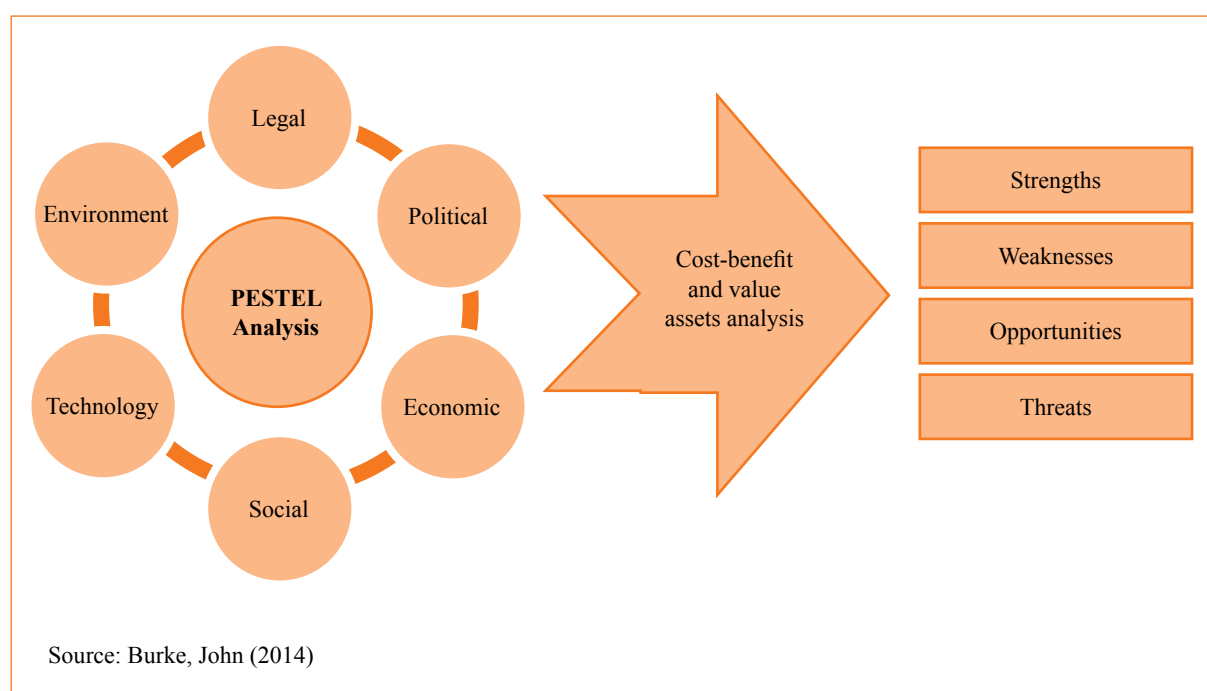 Legal
Environment
Political
PESTEL
Analysis
Technology
Economic
Social
Cost-benefit
and value
assets analysis
Strengths
Weaknesses
Opportunities
Threats
Source: Burke, John (2014)